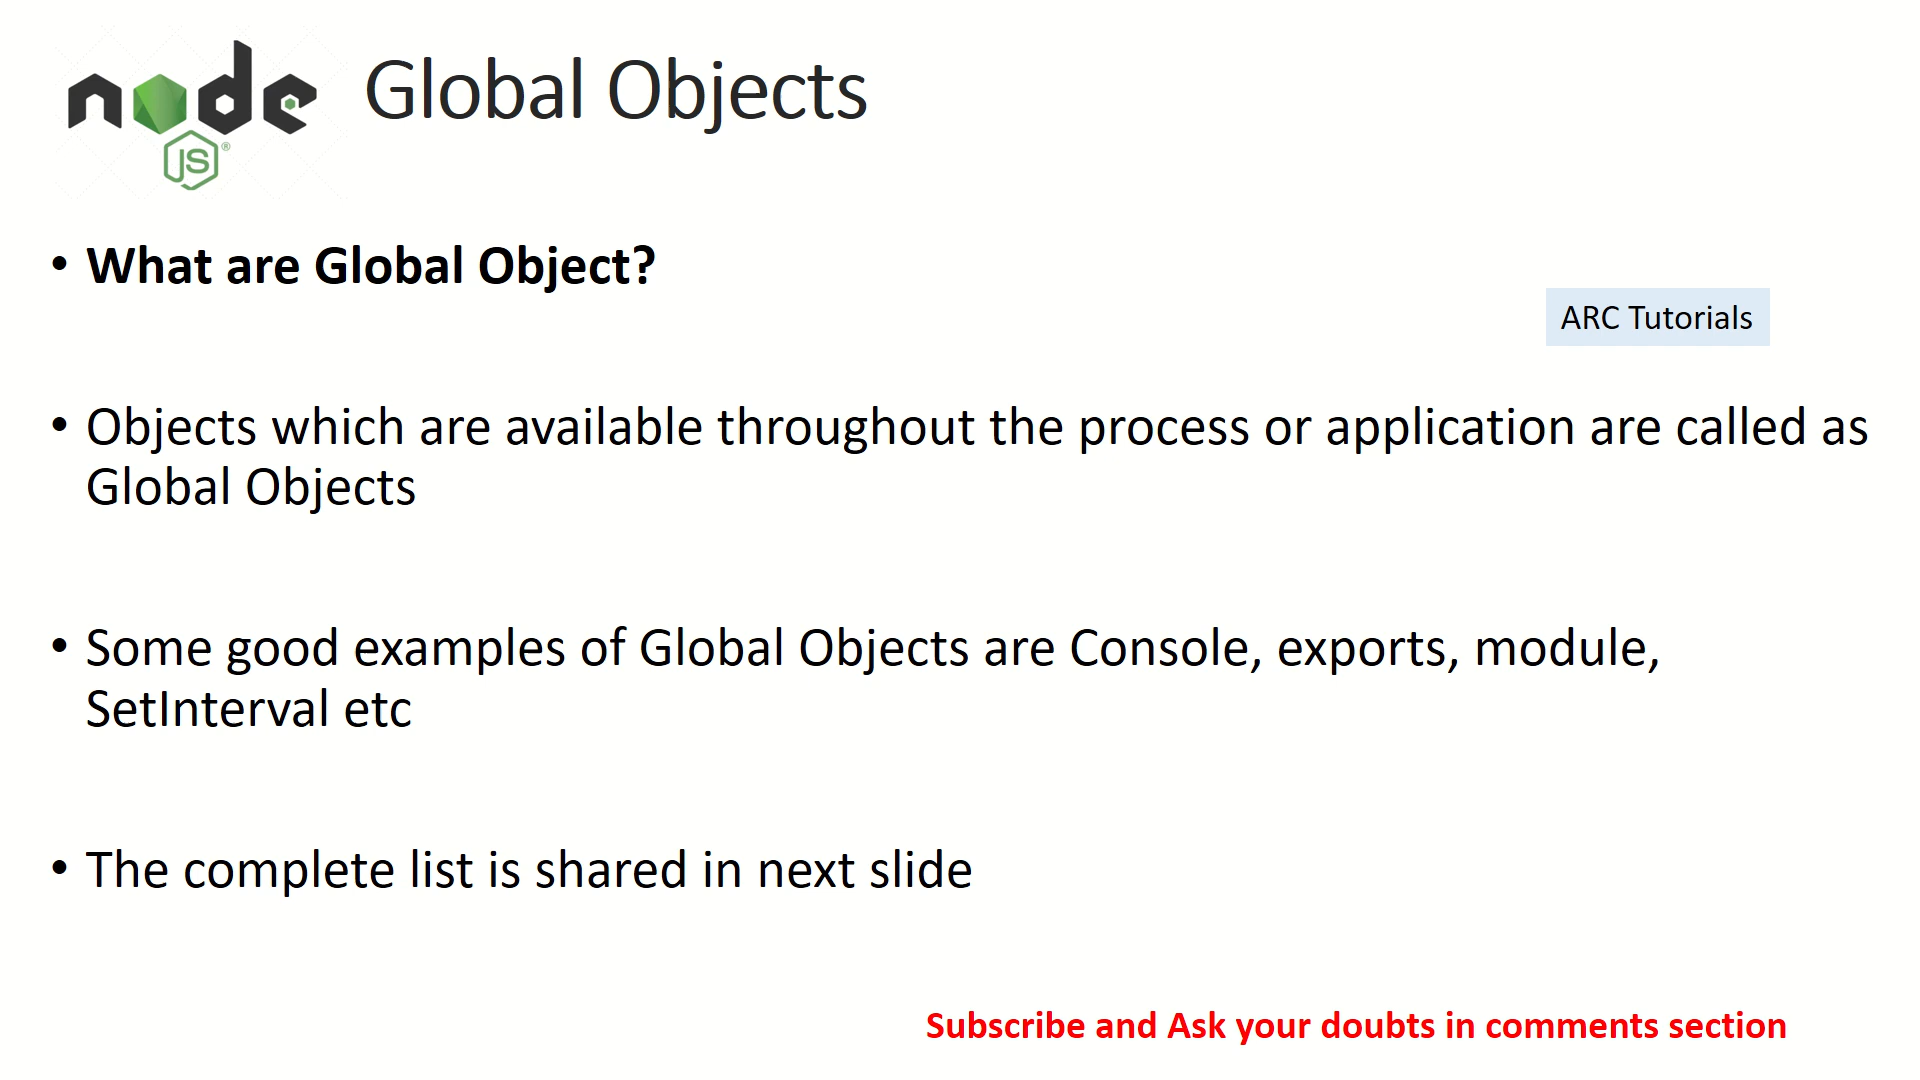 node
JS®
Global Objects
• What are Global Object?
ARC Tutorials
• Objects which are available throughout the process or application are called as
Global Objects
• Some good examples of Global Objects are Console, exports, module,
SetInterval etc
• The complete list is shared in next slide
Subscribe and Ask your doubts in comments section